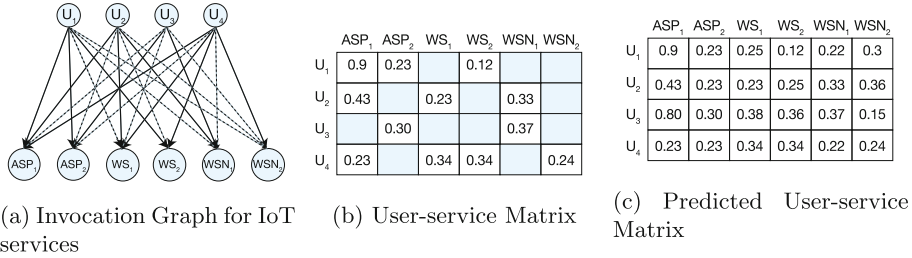 U1 U2 U3 U4
ASP1 ASP2 WS1 WS2 WSN1 WSN2
(a) Invocation Graph for IoT
services
ASP1 ASP2 WS1 WS2 WSN1 WSN2
U1 0.9 0.23 0.12
U2 0.43 0.23 0.33
U3 0.30 0.37
U4 0.23 0.34 0.34 0.24
(b) User-service Matrix
ASP1 ASP2 WS1 WS2 WSN1 WSN2
U1 0.9 0.23 0.25 0.12 0.22 0.3
U2 0.43 0.23 0.23 0.25 0.33 0.36
U3 0.80 0.30 0.38 0.36 0.37 0.15
U4 0.23 0.23 0.34 0.34 0.22 0.24
(c) Predicted User-service
Matrix